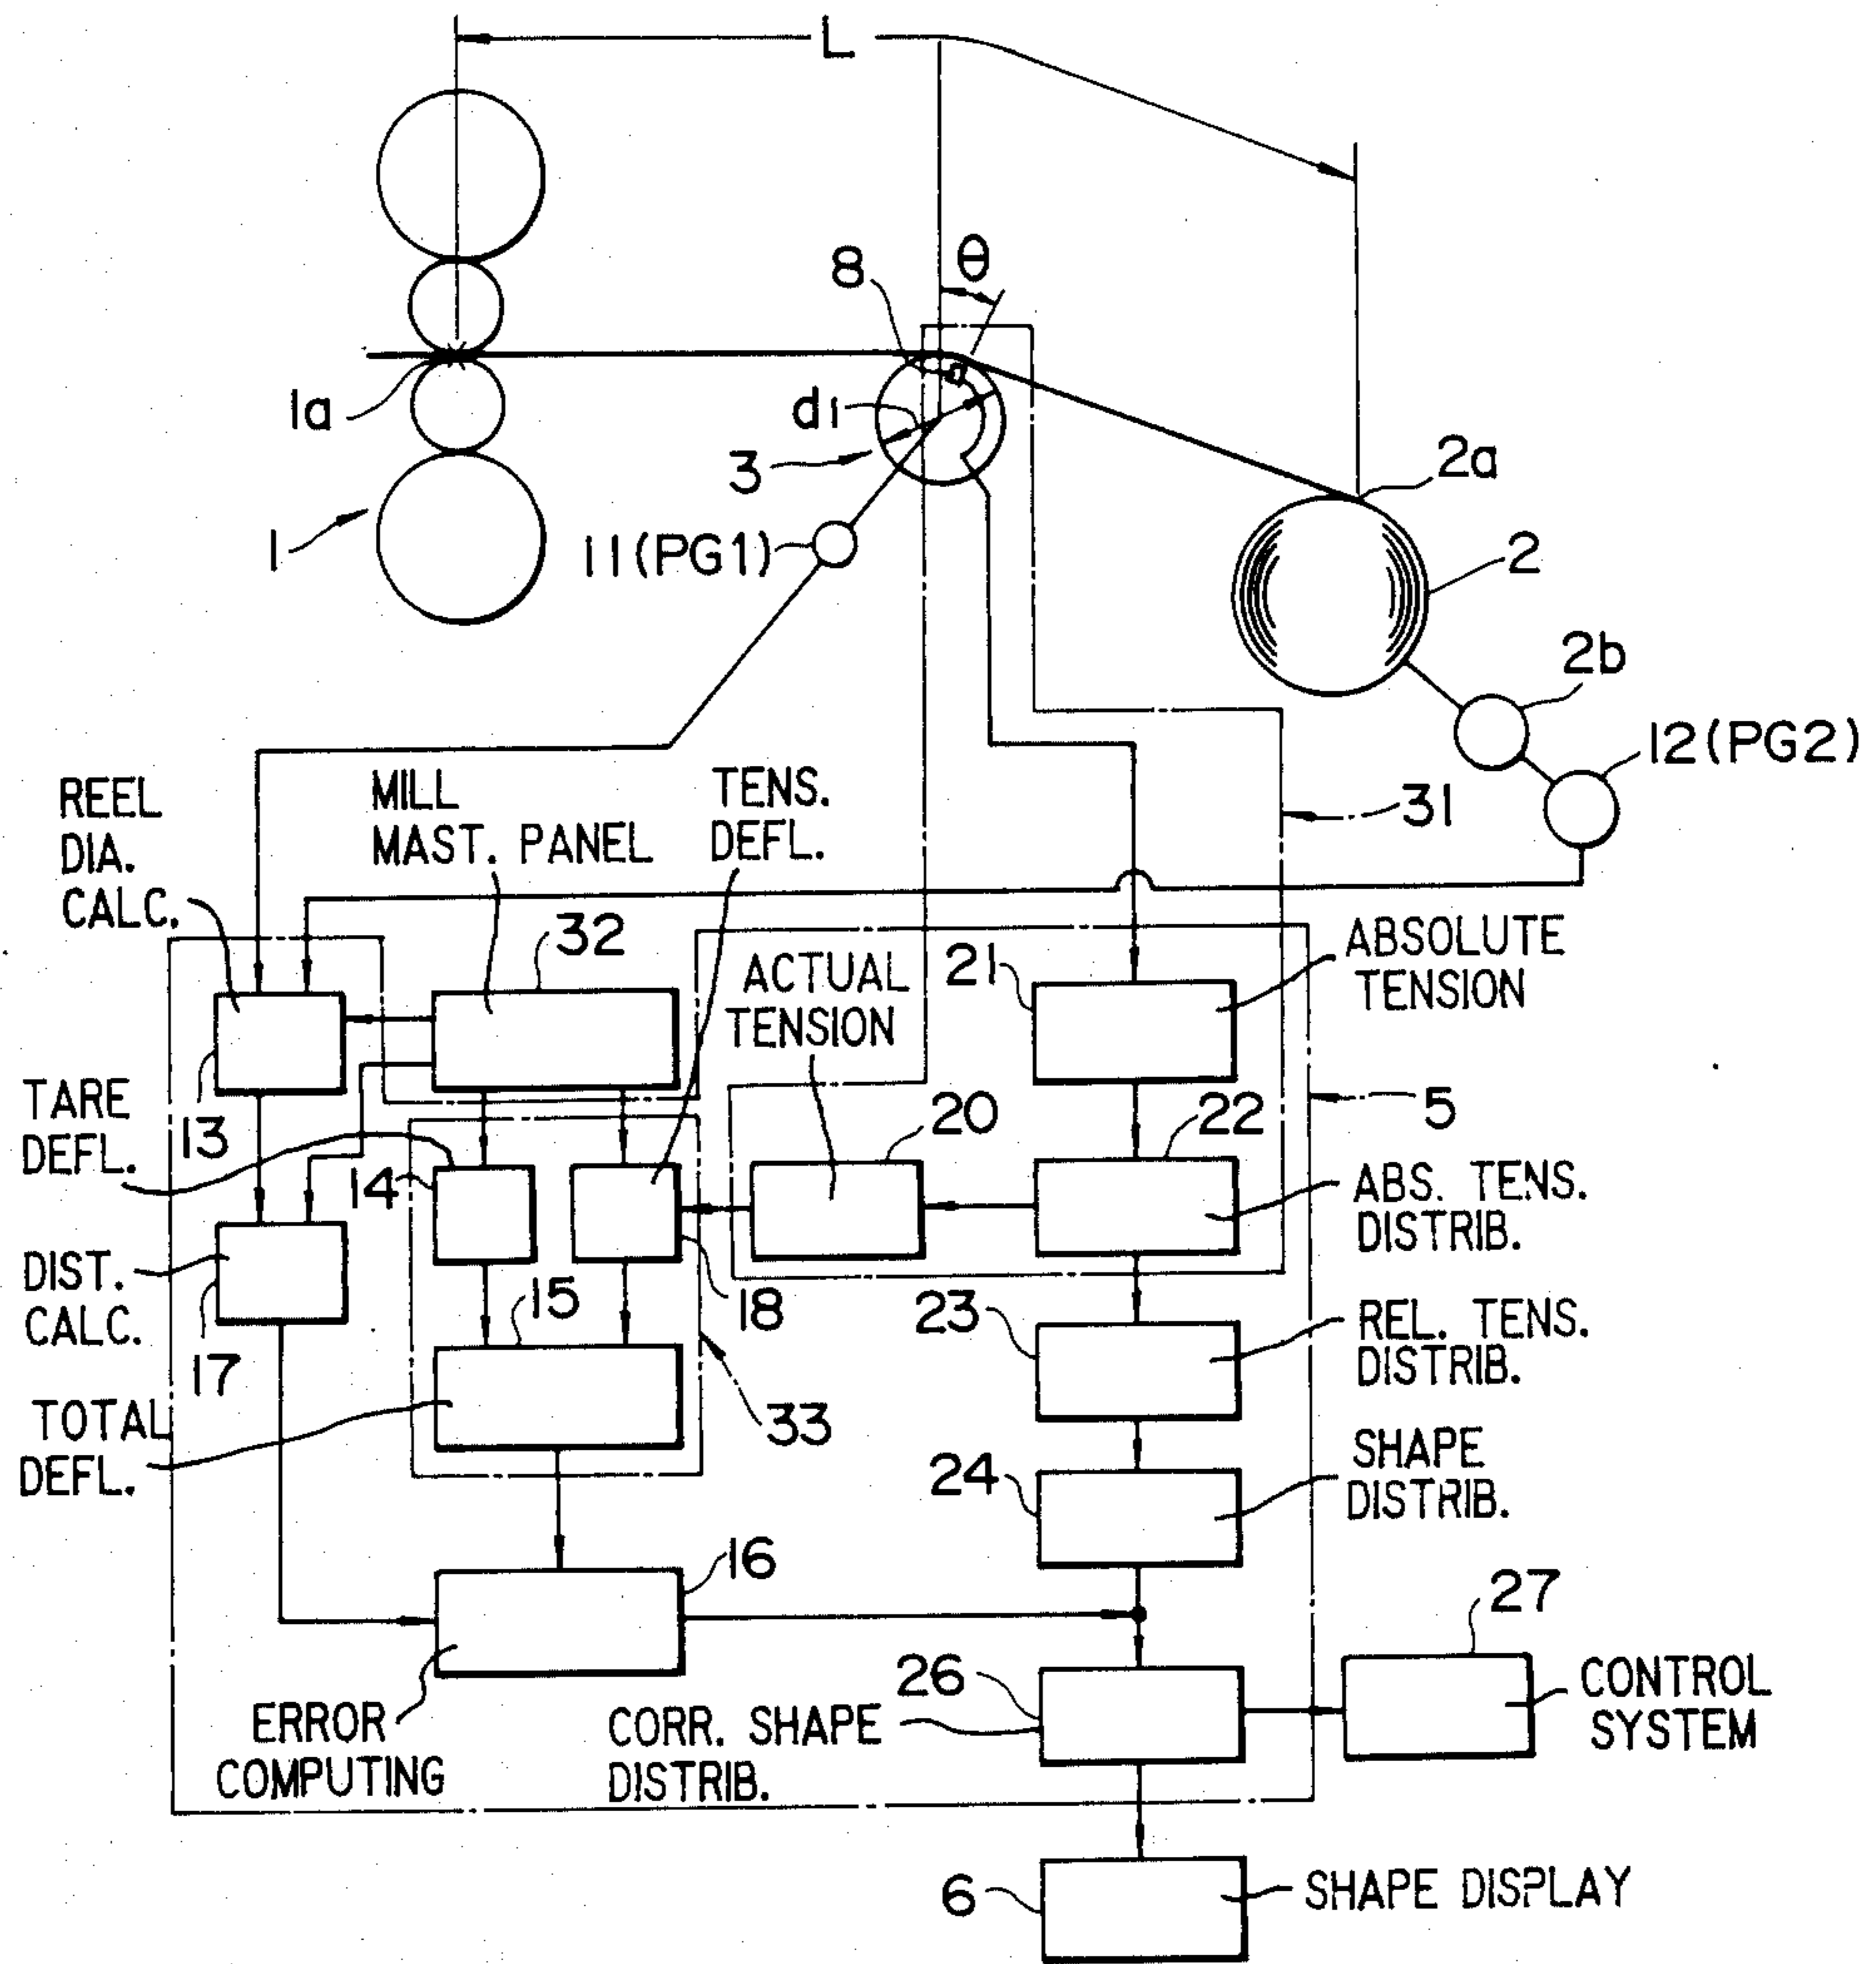 L
8
θ
1a
d1
3
2a
1
11(PG1)
2
2b
12(PG2)
REEL
DIA.
CALC.
MILL
MAST. PANEL
TENS.
DEFL.
31
32
ACTUAL
TENSION
21
ABSOLUTE
TENSION
TARE
DEFL.
13
14
20
22
5
ABS. TENS.
DISTRIB.
DIST.
CALC.
17
15
18
23
REL. TENS.
DISTRIB.
TOTAL
DEFL.
33
24
SHAPE
DISTRIB.
16
27
26
CONTROL
SYSTEM
ERROR
COMPUTING
CORR. SHAPE
DISTRIB.
6
SHAPE DISPLAY